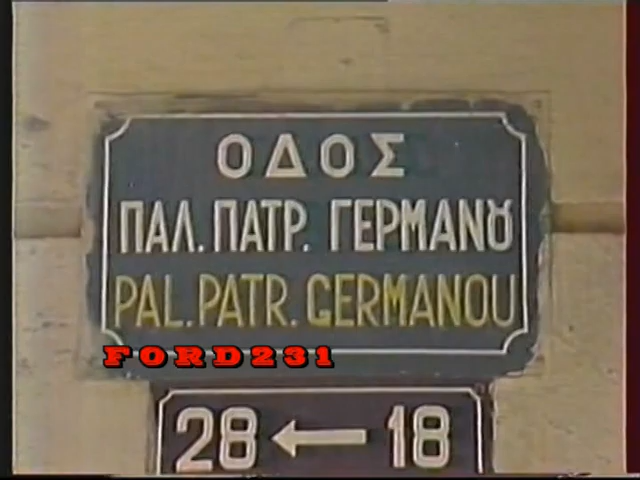 ΟΔΟΣ
ΠΑΛ. ΠΑΤΡ. ΓΕΡΜΑΝȢ
PAL. PATR. GERMANOU
FORD231
28 ← 18